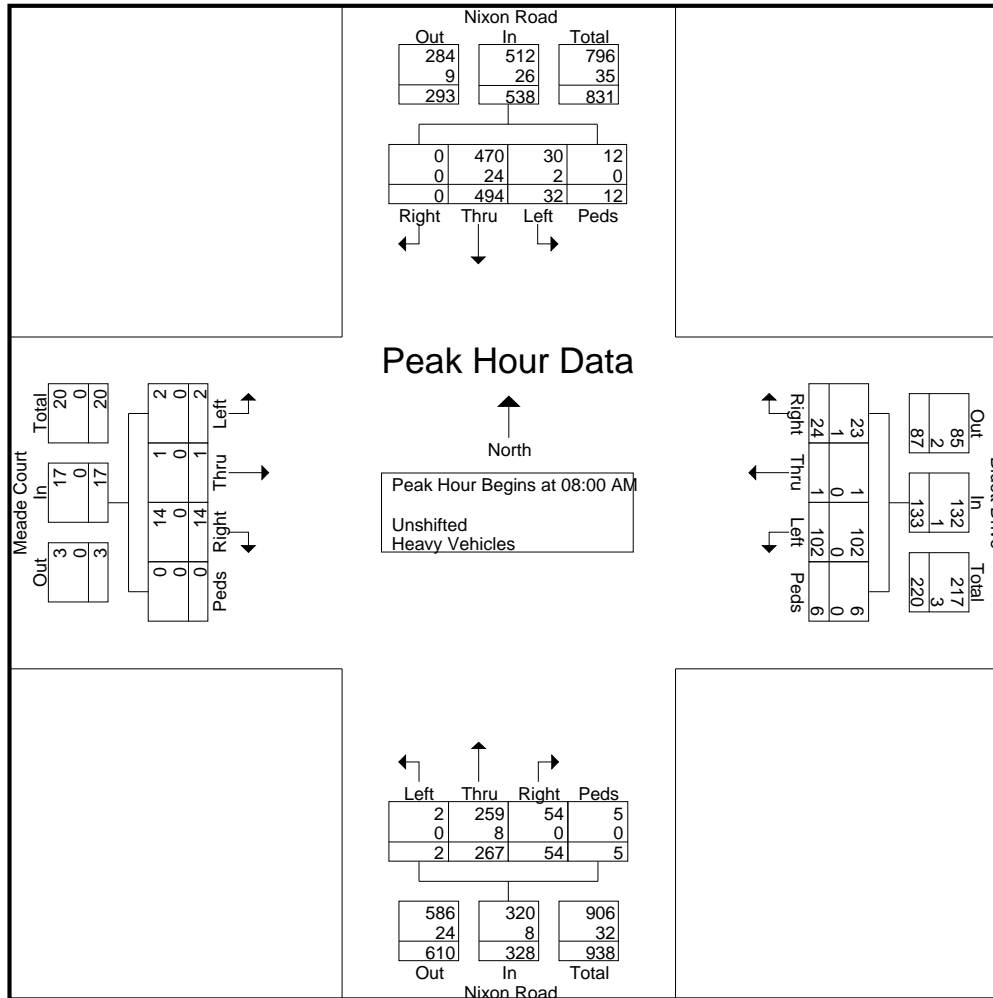 Nixon Road
Out In Total
284 512 796
9 26 35
293 538 831
0 470 30 12
0 24 2 0
0 494 32 12
Right Thru Left Peds
Peak Hour Data
North
Peak Hour Begins at 08:00 AM
Unshifted
Heavy Vehicles
Meade Court
Out In Total
3 17 20
0 0 0
3 17 20
Peds Right Thru Left
0 14 1 2
0 0 0 0
0 14 1 2
Right Thru Left Peds
23 1 102 6
1 0 0 0
24 1 102 6
Out In Total
85 132 217
2 1 3
87 133 220
Left Thru Right Peds
2 259 54 5
0 8 0 0
2 267 54 5
586 320 906
24 8 32
610 328 938
Out In Total
Nixon Road